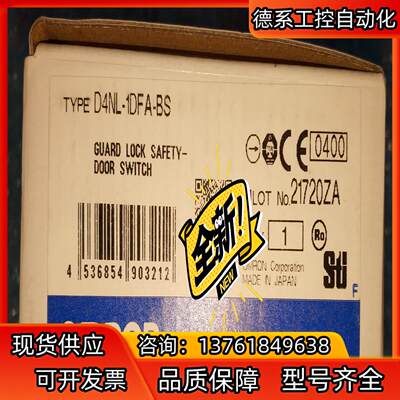 德系工控自动化
TYPE D4NL-1DFA-BS
GUARD LOCK SAFETY-
DOOR SWITCH
CE 0400
LOT No. 21720ZA
1
Ro
OMRON Corporation
MADE IN JAPAN
Sti
F
4 536854 903212
全新!
NEW
现货供应
咨询：13761849638
可开发票
品质保障
型号齐全